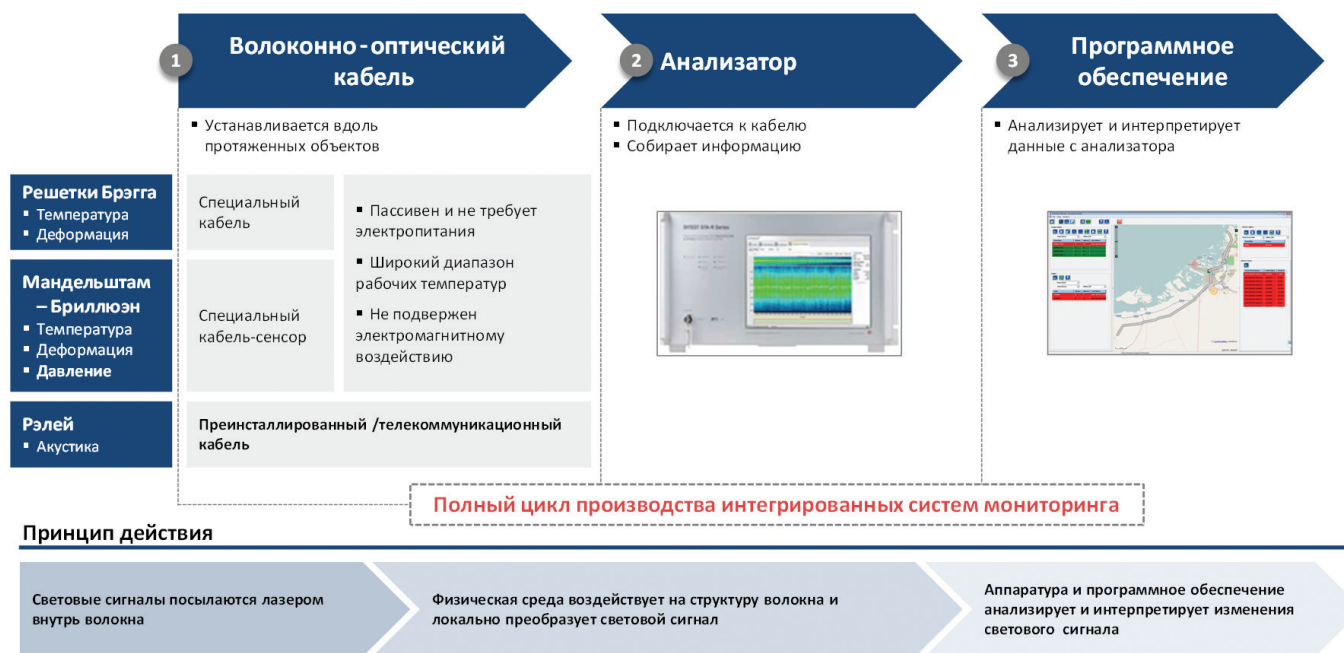 1
Волоконно-оптический
кабель
2
Анализатор
3
Программное
обеспечение
▪ Устанавливается вдоль
протяженных объектов
▪ Подключается к кабелю
▪ Собирает информацию
▪ Анализирует и интерпретирует
данные с анализатора
Решетки Брэгга
▪ Температура
▪ Деформация
Специальный
кабель
▪ Пассивен и не требует
электропитания
▪ Широкий диапазон
рабочих температур
▪ Не подвержен
электромагнитному
воздействию
Мандельштам
– Бриллюэн
▪ Температура
▪ Деформация
▪ Давление
Специальный
кабель-сенсор
Рэлей
▪ Акустика
Преинсталлированный /телекоммуникационный
кабель
Полный цикл производства интегрированных систем мониторинга
Принцип действия
Световые сигналы посылаются лазером
внутрь волокна
Физическая среда воздействует на структуру волокна и
локально преобразует световой сигнал
Аппаратура и программное обеспечение
анализирует и интерпретирует изменения
светового сигнала